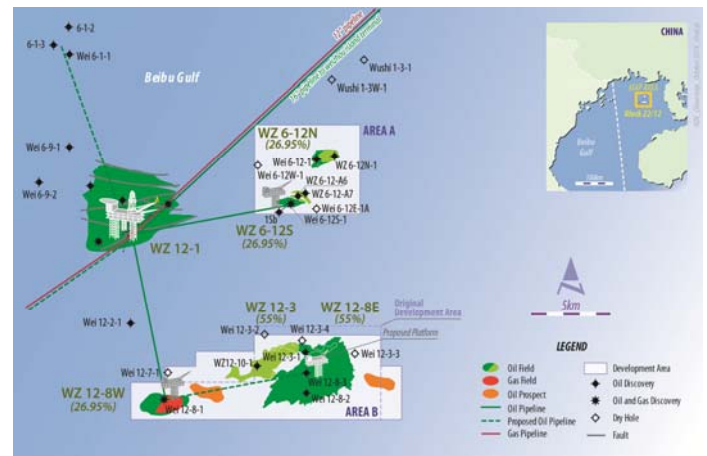 6-1-2
6-1-3
Wei 6-1-1
Beibu Gulf
12" pipeline
Wushi 1-3-1
Wushi 1-3W-1
WZ 6-12N
(26.95%)
AREA A
Wei 6-12-1
WZ 6-12N-1
Wei 6-12W-1
WZ 6-12-A6
WZ 6-12-A7
Wei 6-12E-1A
Wei 6-12S-1
15b
WZ 6-12S
(26.95%)
Wei 6-9-1
Wei 6-9-2
WZ 12-1
Wei 12-2-1
WZ 12-3
(55%)
WZ 12-8E
(55%)
Original
Development Area
Proposed Platform
Wei 12-3-2
Wei 12-3-4
Wei 12-3-1
Wei 12-3-3
WZ12-10-1
Wei 12-7-1
Wei 12-8-3
Wei 12-8-2
WZ 12-8W
(26.95%)
Wei 12-8-1
AREA B
CHINA
MAP AREA
Block 22/12
Beibu
Gulf
100km
5km
LEGEND
Oil Field
Gas Field
Oil Prospect
Oil Pipeline
Proposed Oil Pipeline
Gas Pipeline
Development Area
Oil Discovery
Oil and Gas Discovery
Dry Hole
Fault